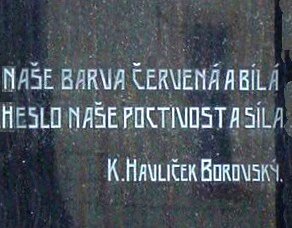 NAŠE BARVA ČERVENÁ A BÍLÁ
HESLO NAŠE POCTIVOST A SÍLA
K. HAVLÍČEK BOROVSKÝ.